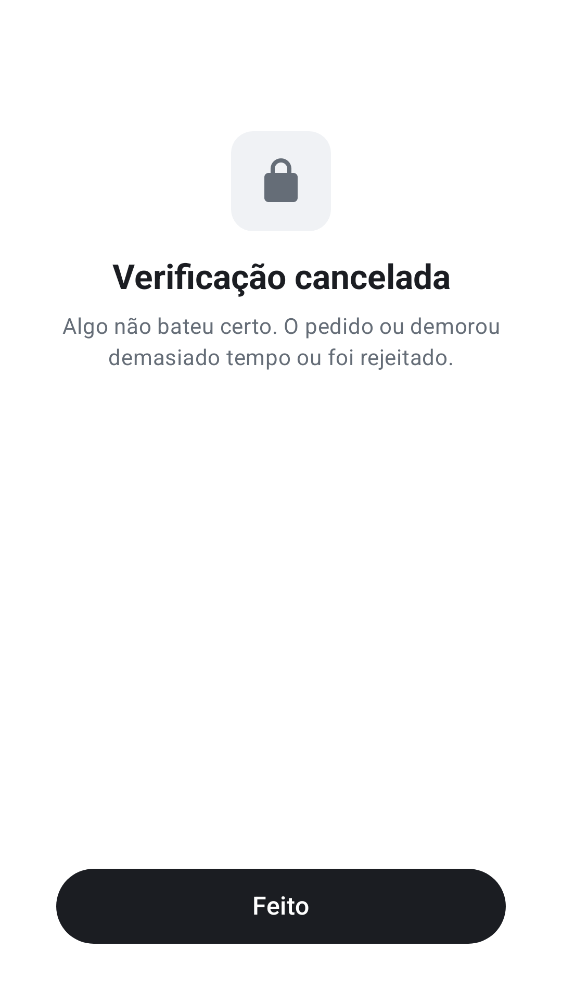 Verificação cancelada
Algo não bateu certo. O pedido ou demorou
demasiado tempo ou foi rejeitado.
Feito